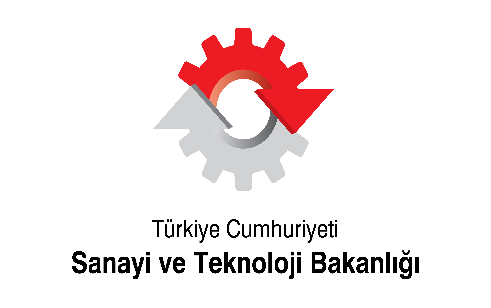 Türkiye Cumhuriyeti
Sanayi ve Teknoloji Bakanlığı